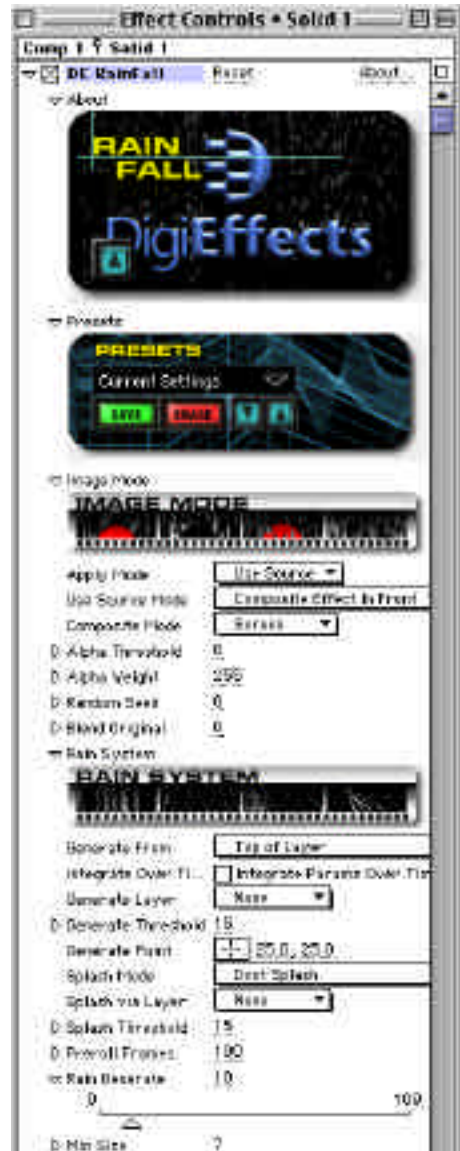 Effect Controls • Solid 1
Comp 1 Solid 1
DE RainFall Reset About...
About
RAIN
FALL
DigiEffects
Presets
PRESETS
Current Settings
SAVE ERASE
Image Mode
IMAGE MODE
Apply Mode Use Source
Use Source Mode Composite Effect in Front
Composite Mode Screen
Alpha Threshold 0
Alpha Weight 256
Random Seed 0
Blend Original 0
Rain System
RAIN SYSTEM
Generate From Top of Layer
Integrate Over Ti... Integrate Params Over Tim
Generate Layer None
Generate Threshold 15
Generate Point 25.0, 25.0
Splash Mode Dont Splash
Splash via Layer None
Splash Threshold 15
Preroll Frames 100
Rain Generate 10
0 100
Min Size